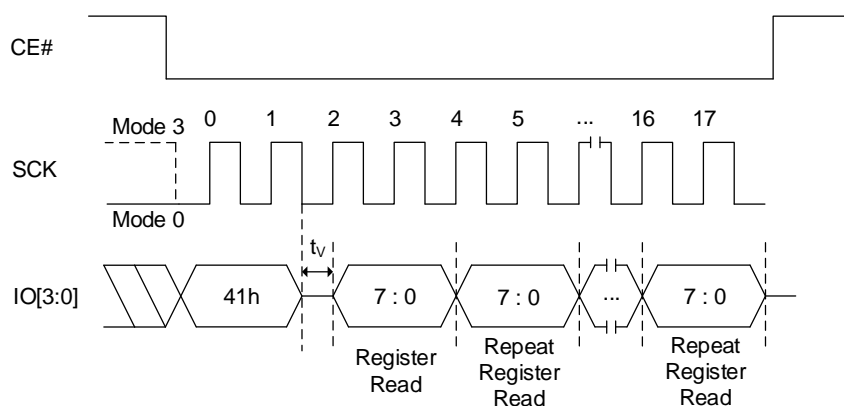 CE#
Mode 3
0 1 2 3 4 5 ... 16 17
SCK
Mode 0
tV
IO[3:0]
41h 7 : 0 7 : 0 ... 7 : 0
Register
Read
Repeat
Register
Read
Repeat
Register
Read